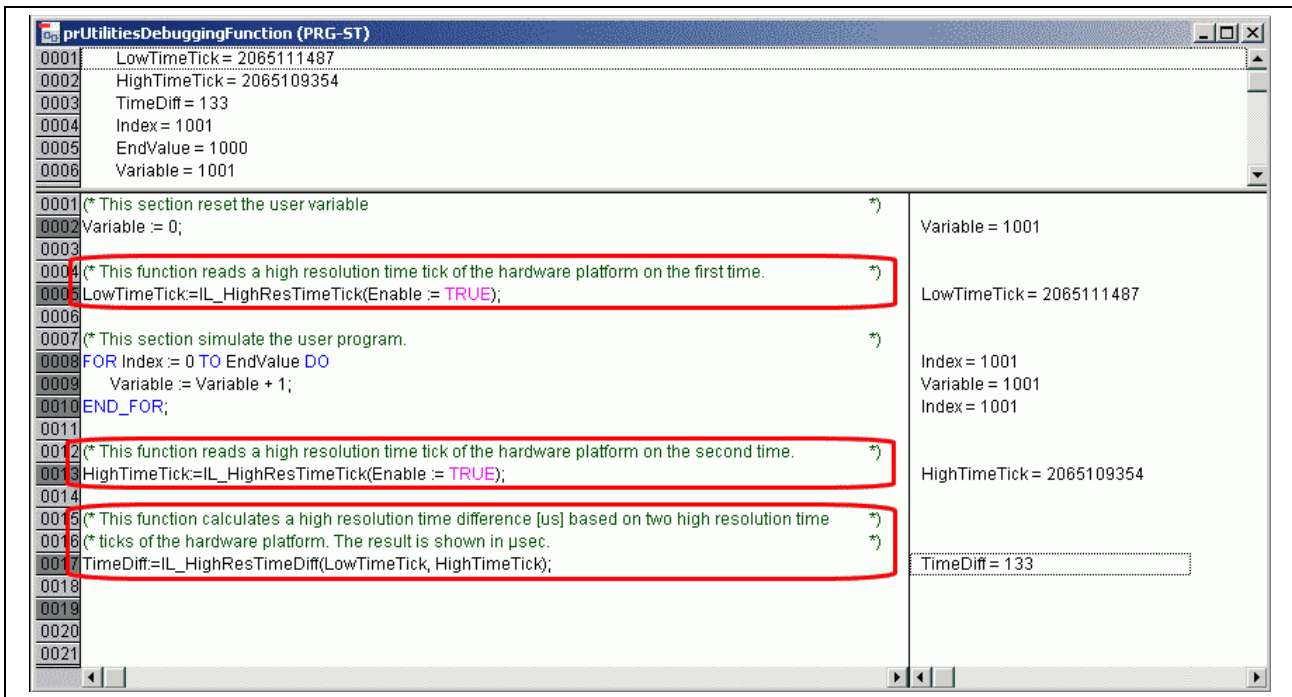 prUtilitiesDebuggingFunction (PRG-ST)
0001 LowTimeTick = 2065111487
0002 HighTimeTick = 2065109354
0003 TimeDiff = 133
0004 Index = 1001
0005 EndValue = 1000
0006 Variable = 1001
0001 (* This section reset the user variable *)
0002 Variable := 0; Variable = 1001
0003
0004 (* This function reads a high resolution time tick of the hardware platform on the first time. *)
0005 LowTimeTick:=IL_HighResTimeTick(Enable := TRUE); LowTimeTick = 2065111487
0006
0007 (* This section simulate the user program. *)
0008 FOR Index := 0 TO EndValue DO Index = 1001
0009 Variable := Variable + 1; Variable = 1001
0010 END_FOR; Index = 1001
0011
0012 (* This function reads a high resolution time tick of the hardware platform on the second time. *)
0013 HighTimeTick:=IL_HighResTimeTick(Enable := TRUE); HighTimeTick = 2065109354
0014
0015 (* This function calculates a high resolution time difference [us] based on two high resolution time *)
0016 (* ticks of the hardware platform. The result is shown in µsec. *)
0017 TimeDiff:=IL_HighResTimeDiff(LowTimeTick, HighTimeTick); TimeDiff = 133
0018
0019
0020
0021